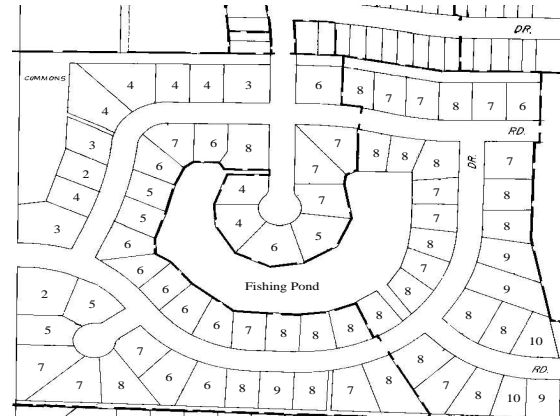 DR.
COMMONS
4 4 4 3 6 8 7 7 8 7 6
4
RD.
3 7 6 8 7 8 8 8 DR. 7
6 7
2 5 4 7 7 8
4 5 4 6 5 7 8
3 6 8 9
6 7 9
6 8
Fishing Pond
2 5 6 6 7 8 8 8 8 8 8 10
5 7
7 7 8 7 6 6 8 9 8 7 8 8 7 8 8 10 9
RD.